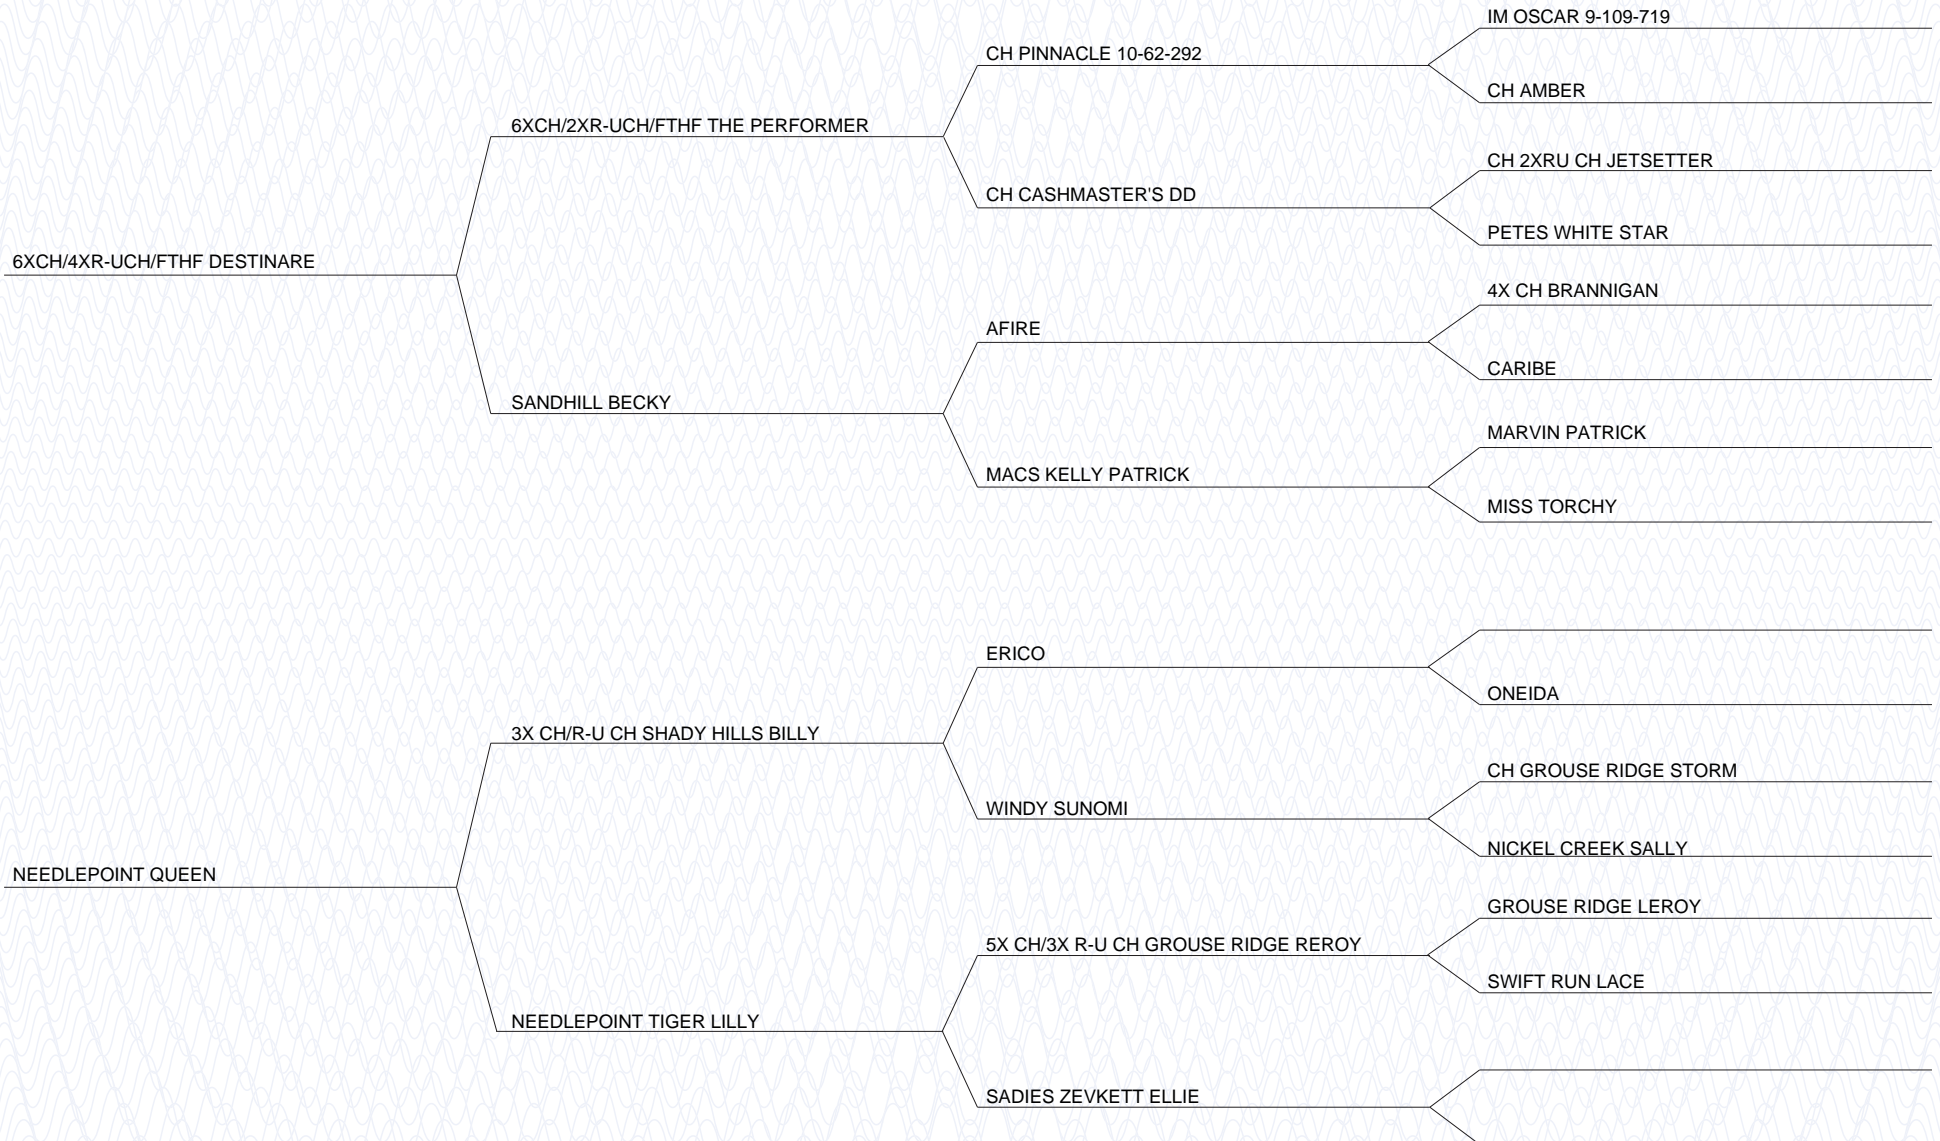 IM OSCAR 9-109-719
CH PINNACLE 10-62-292
CH AMBER
6XCH/2XR-UCH/FTHF THE PERFORMER
CH 2XRU CH JETSETTER
CH CASHMASTER'S DD
PETES WHITE STAR
6XCH/4XR-UCH/FTHF DESTINARE
4X CH BRANNIGAN
AFIRE
CARIBE
SANDHILL BECKY
MARVIN PATRICK
MACS KELLY PATRICK
MISS TORCHY
ERICO
ONEIDA
3X CH/R-U CH SHADY HILLS BILLY
CH GROUSE RIDGE STORM
WINDY SUNOMI
NICKEL CREEK SALLY
NEEDLEPOINT QUEEN
GROUSE RIDGE LEROY
5X CH/3X R-U CH GROUSE RIDGE REROY
SWIFT RUN LACE
NEEDLEPOINT TIGER LILLY
SADIES ZEVKETT ELLIE